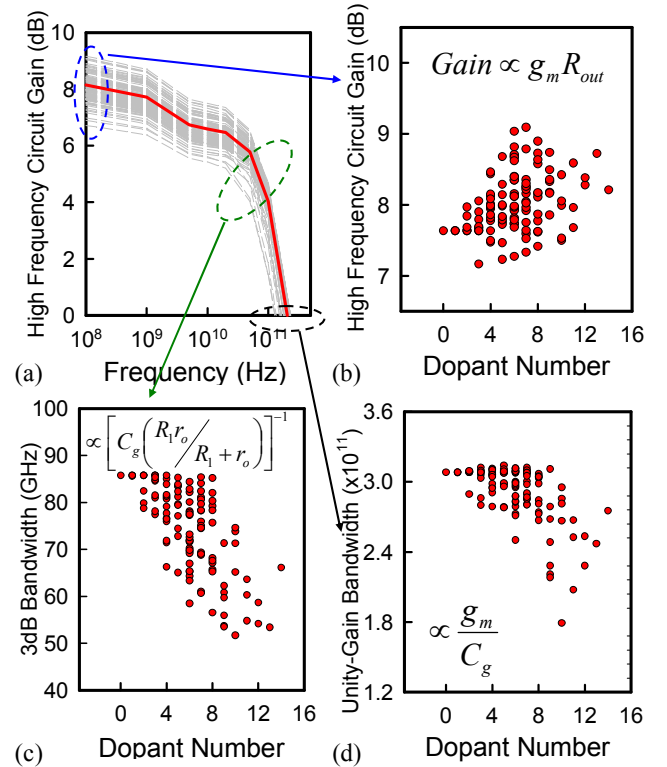 High Frequency Circuit Gain (dB)
10
8
6
4
2
0
10^8
10^9
10^10
10^11
Frequency (Hz)
(a)
High Frequency Circuit Gain (dB)
10
9
8
7
Gain ∝ g_m R_out
0 4 8 12 16
Dopant Number
(b)
3dB Bandwidth (GHz)
100
90
80
70
60
50
40
∝ [C_g (R_1 r_o / R_1 + r_o)]^-1
0 4 8 12 16
Dopant Number
(c)
Unity-Gain Bandwidth (x10^11)
3.6
3.0
2.4
1.8
1.2
∝ g_m / C_g
0 4 8 12 16
Dopant Number
(d)